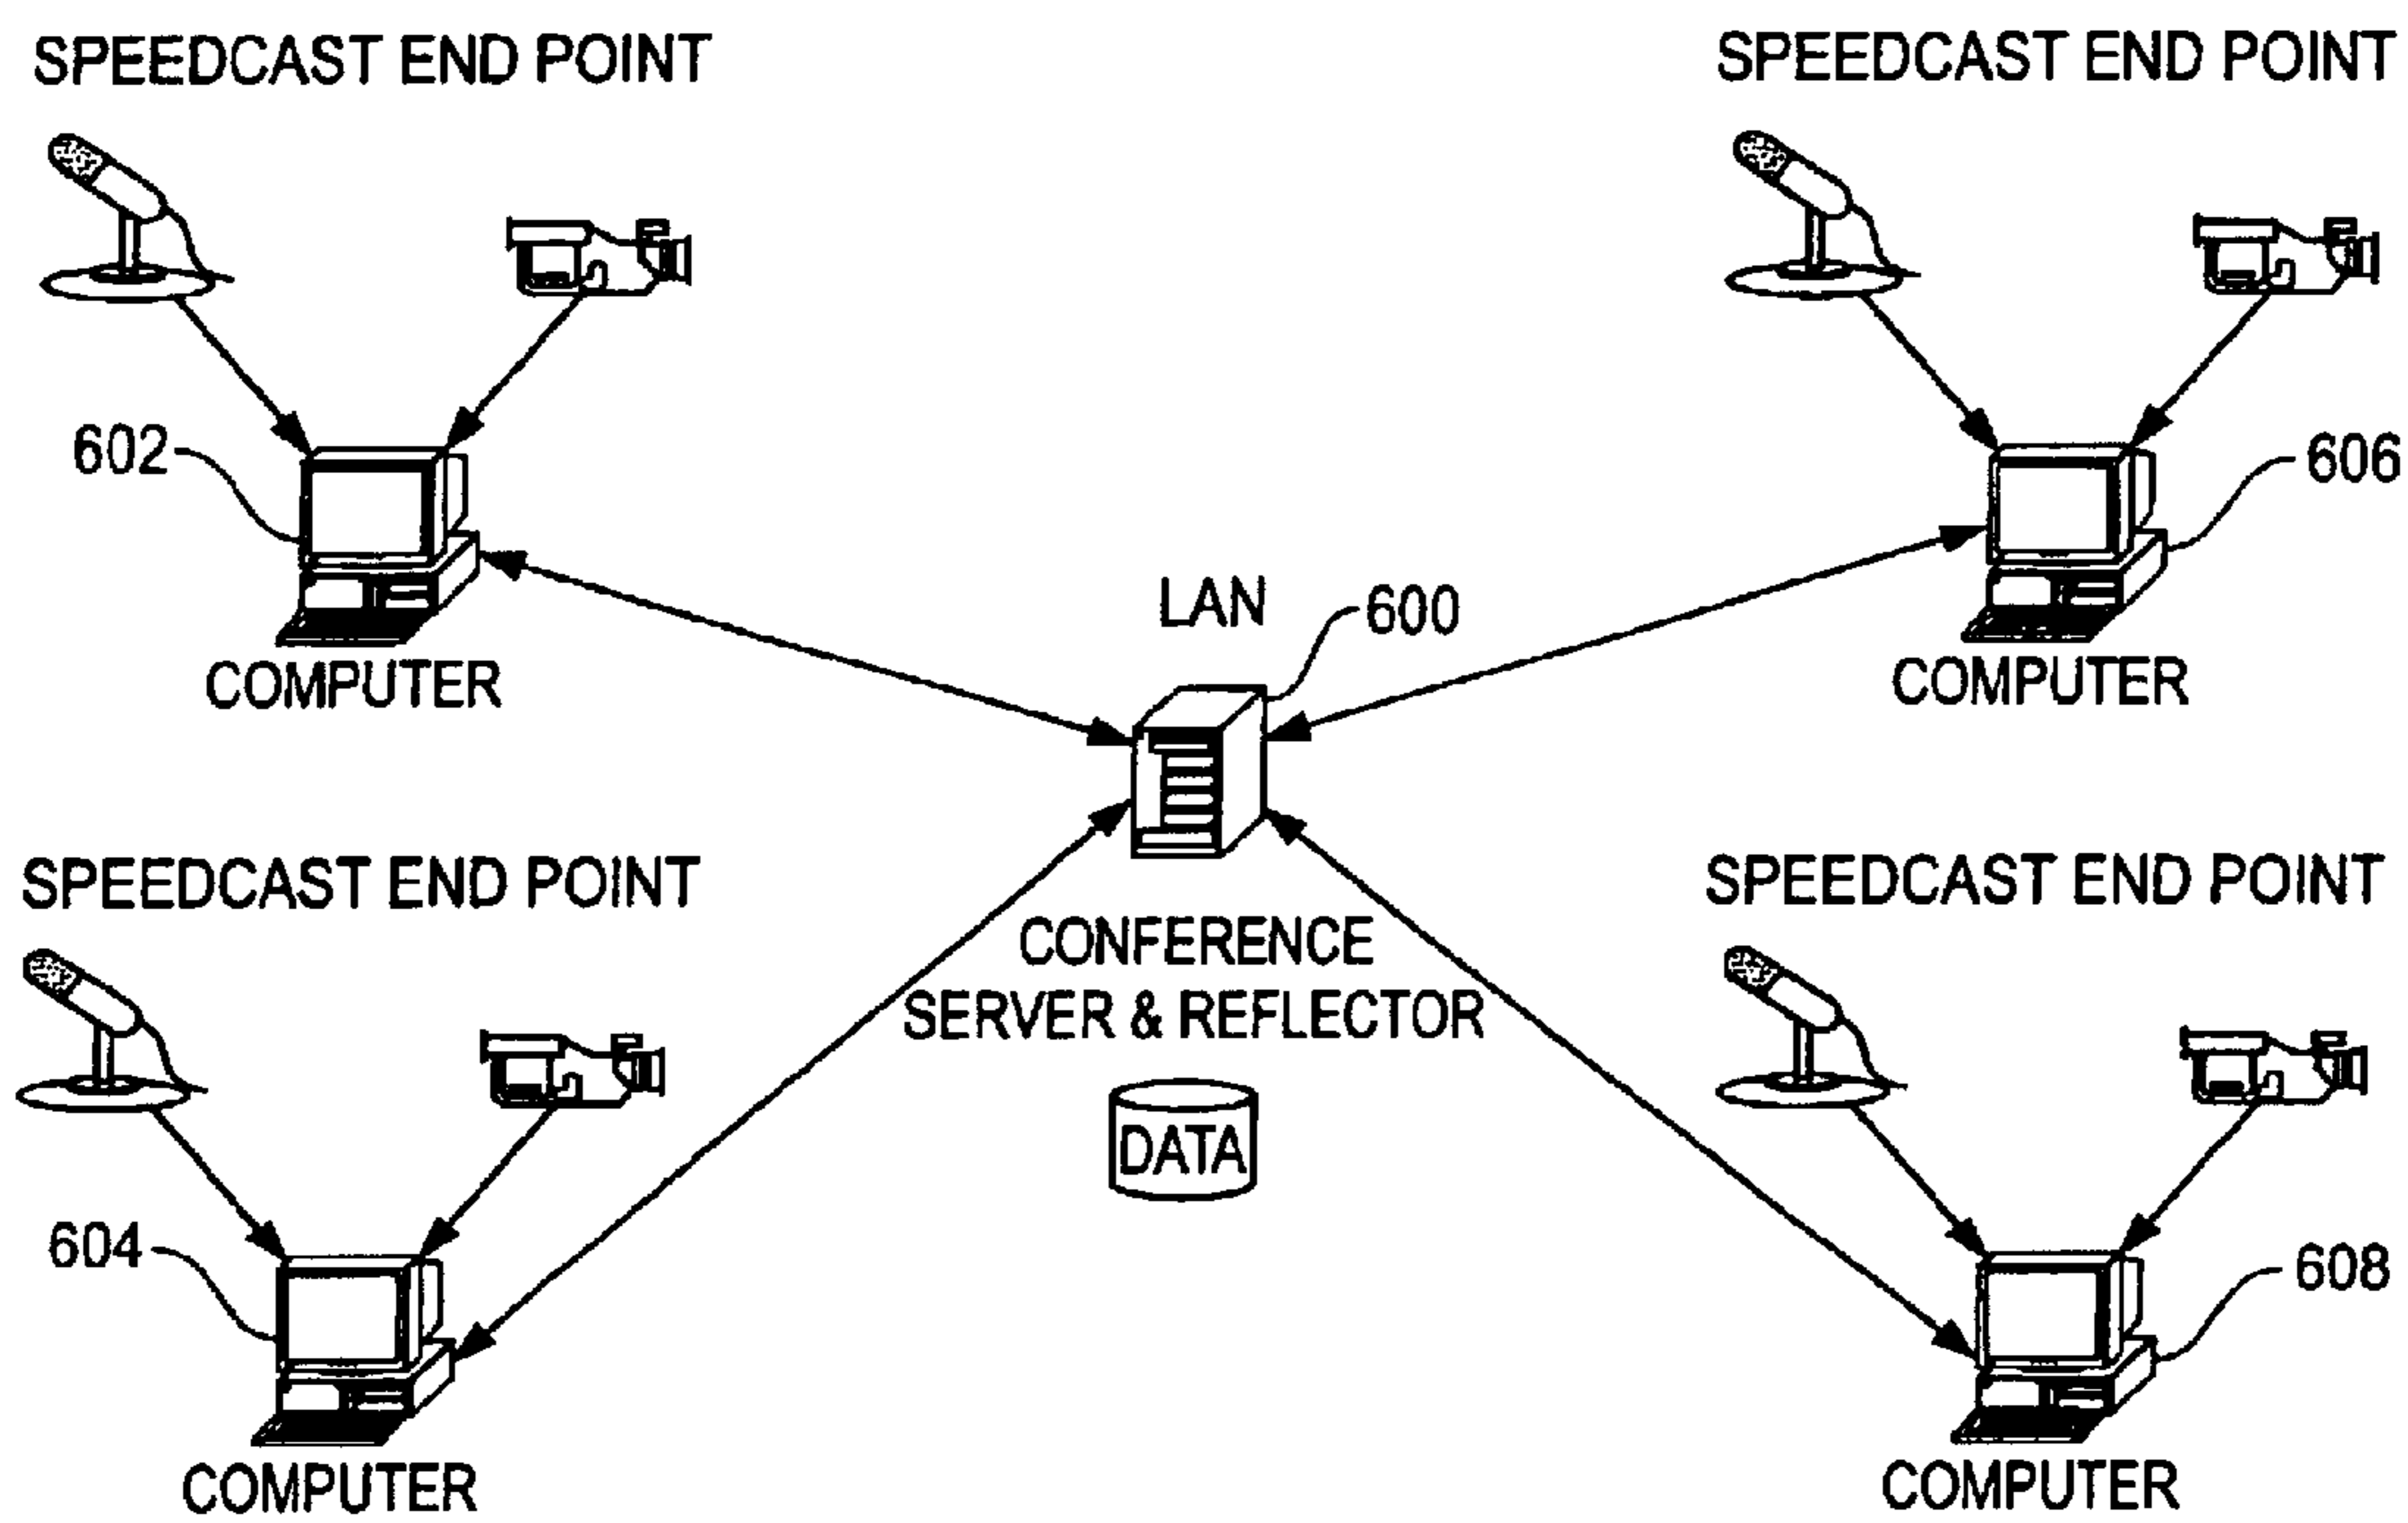 SPEEDCAST END POINT
SPEEDCAST END POINT
602
606
LAN
600
COMPUTER
COMPUTER
SPEEDCAST END POINT
SPEEDCAST END POINT
CONFERENCE
SERVER & REFLECTOR
DATA
604
608
COMPUTER
COMPUTER